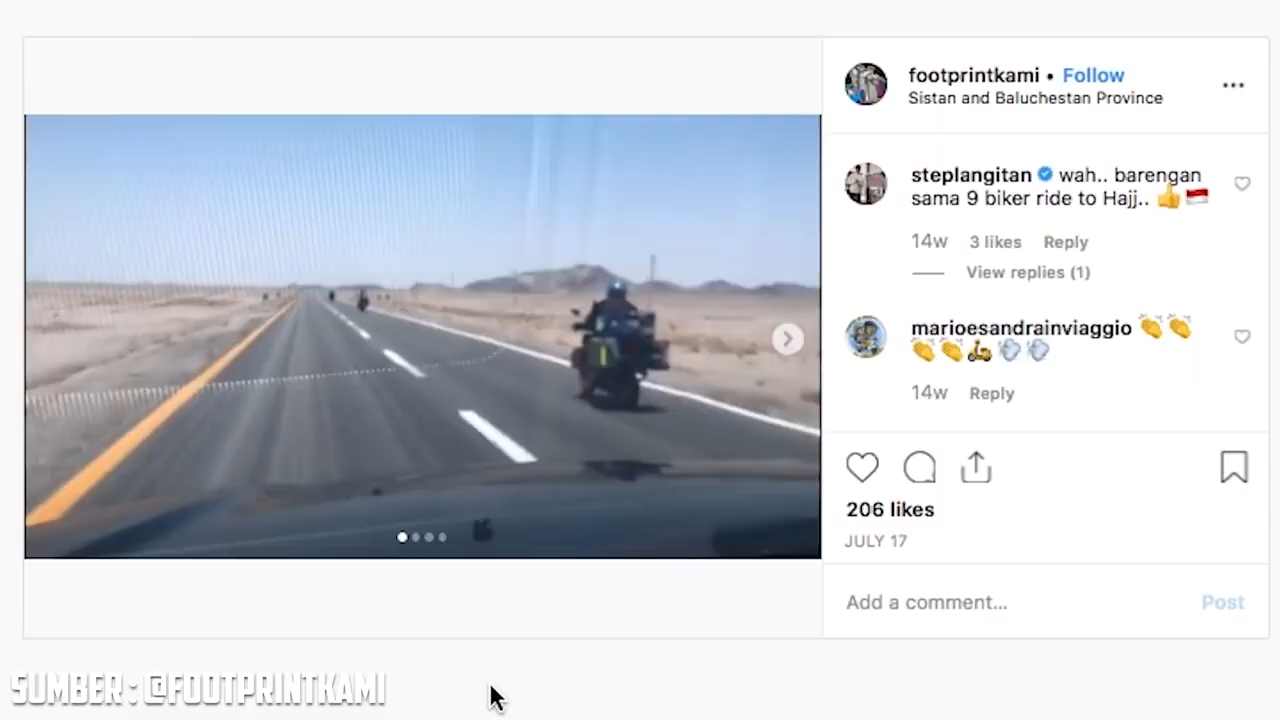 footprintkami • Follow
Sistan and Baluchestan Province
steplangitan wah.. barengan
sama 9 biker ride to Hajj.. 👍🇮🇩
14w 3 likes Reply
View replies (1)
marioesandrainviaggio 👏👏
👏👏🛵💨💨
14w Reply
206 likes
JULY 17
Add a comment... Post
SUMBER : @FOOTPRINTKAMI